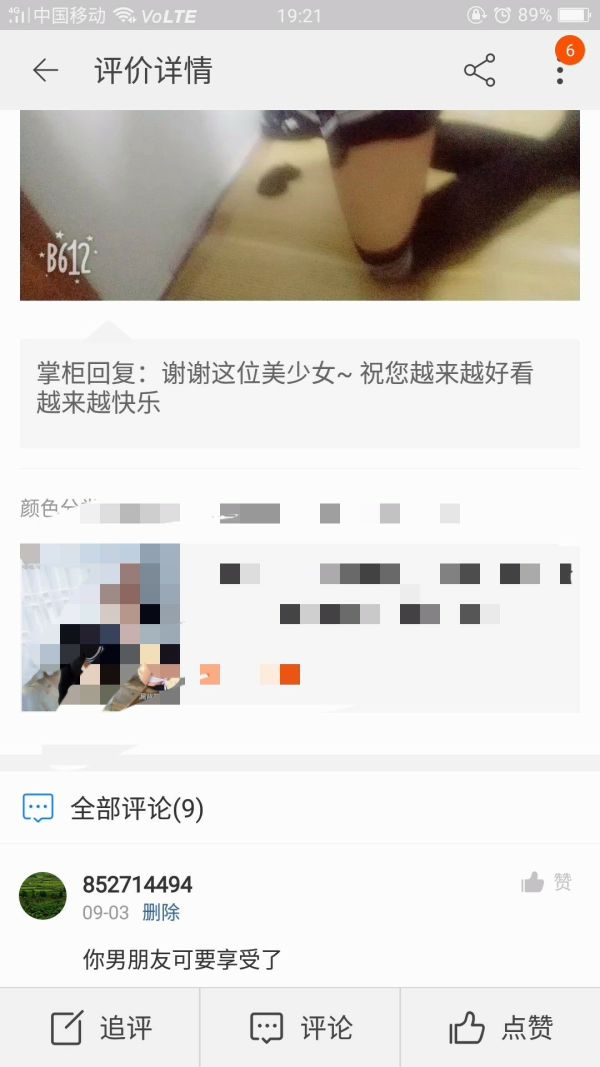 4G 中国移动 VoLTE 19:21 89%
评价详情 6
B612
掌柜回复：谢谢这位美少女~ 祝您越来越好看
越来越快乐
颜色分类
全部评论(9)
852714494 赞
09-03 删除
你男朋友可要享受了
追评 评论 点赞